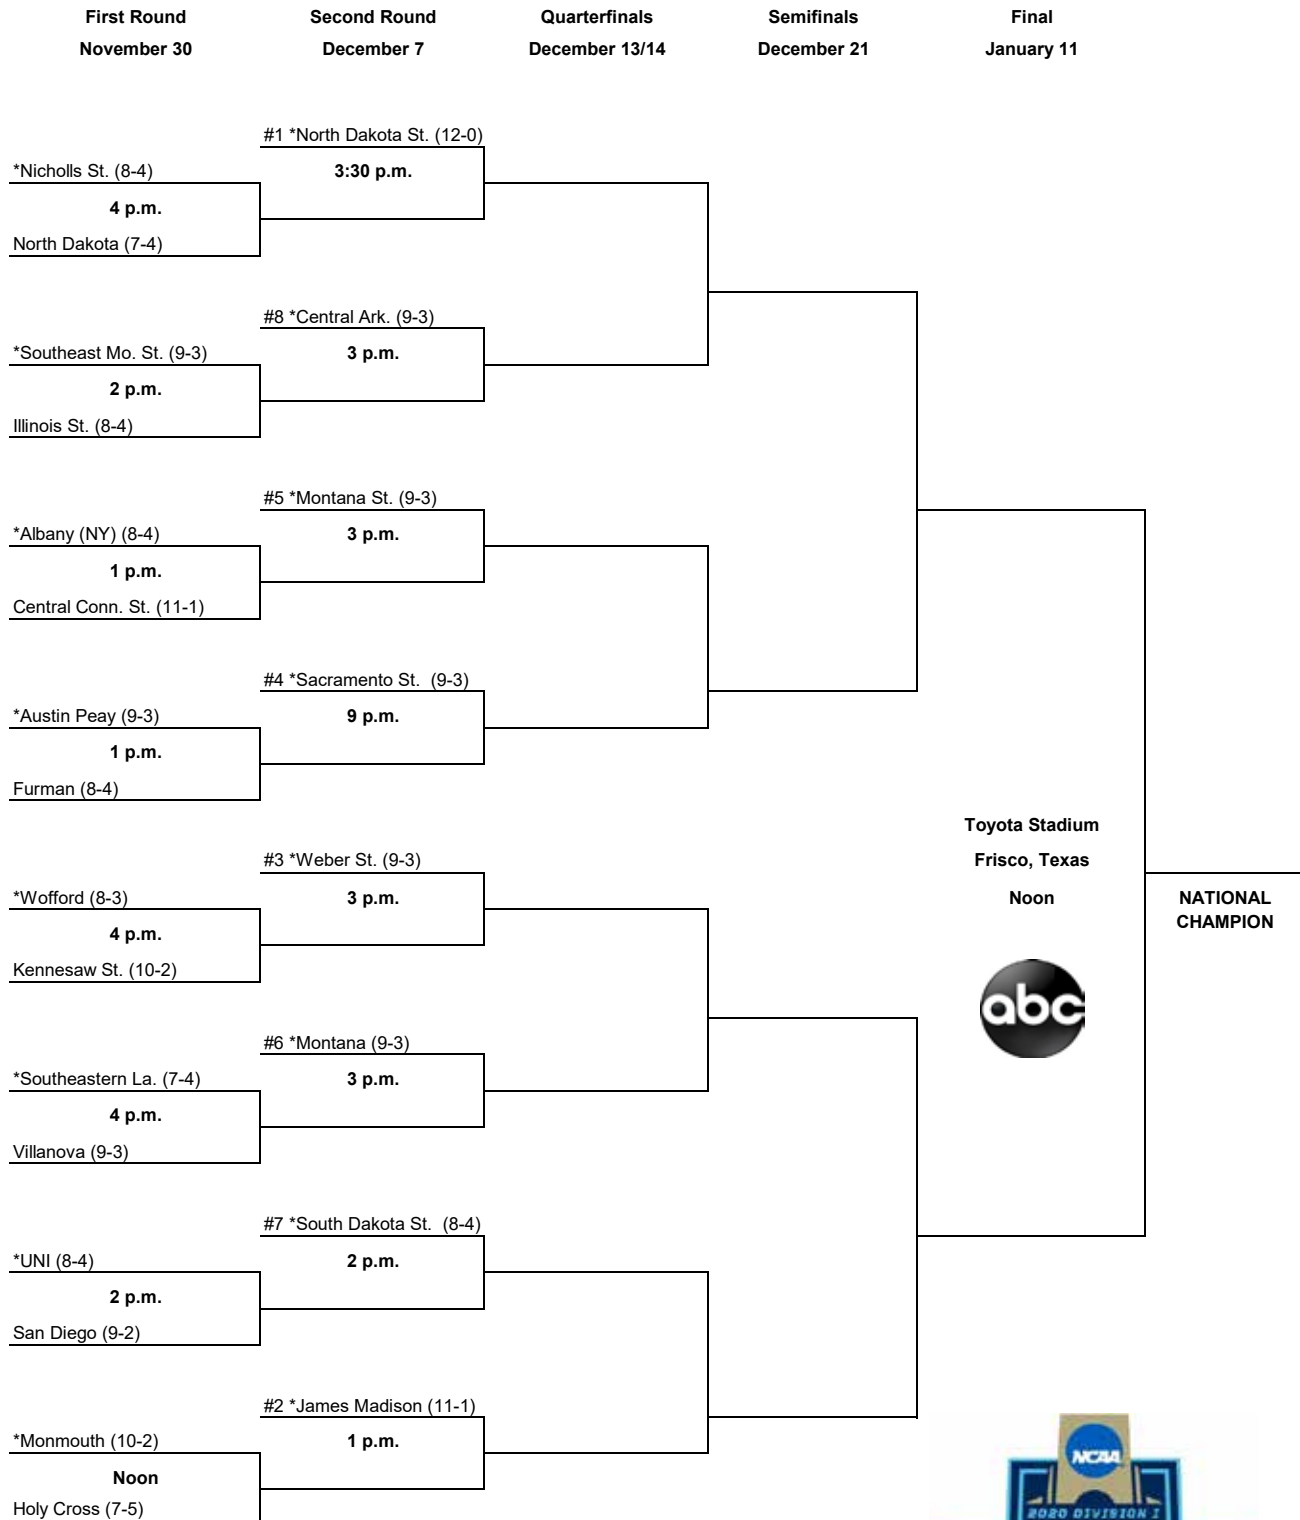 First Round Second Round Quarterfinals Semifinals Final
November 30 December 7 December 13/14 December 21 January 11
#1 *North Dakota St. (12-0)
*Nicholls St. (8-4) 3:30 p.m.
4 p.m.
North Dakota (7-4)
#8 *Central Ark. (9-3)
*Southeast Mo. St. (9-3) 3 p.m.
2 p.m.
Illinois St. (8-4)
#5 *Montana St. (9-3)
*Albany (NY) (8-4) 3 p.m.
1 p.m.
Central Conn. St. (11-1)
#4 *Sacramento St. (9-3)
*Austin Peay (9-3) 9 p.m.
1 p.m.
Furman (8-4)
Toyota Stadium
#3 *Weber St. (9-3) Frisco, Texas
*Wofford (8-3) 3 p.m. Noon NATIONAL
CHAMPION
4 p.m.
Kennesaw St. (10-2)
abc
#6 *Montana (9-3)
*Southeastern La. (7-4) 3 p.m.
4 p.m.
Villanova (9-3)
#7 *South Dakota St. (8-4)
*UNI (8-4) 2 p.m.
2 p.m.
San Diego (9-2)
#2 *James Madison (11-1)
*Monmouth (10-2) 1 p.m.
NCAA
Noon
Holy Cross (7-5)
2020 DIVISION I